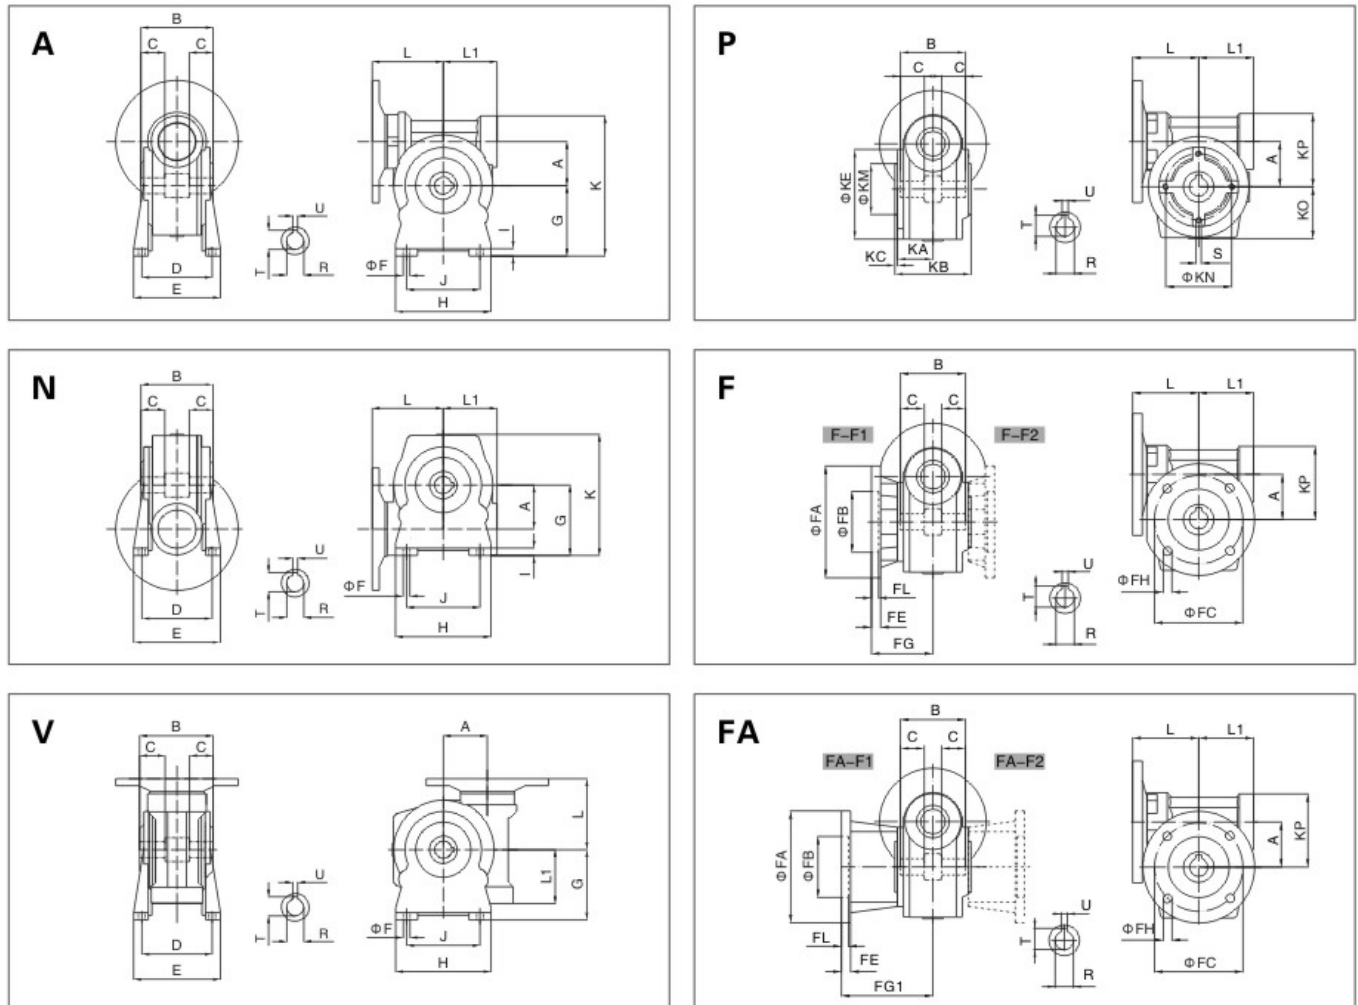 A
B
C C
D
E
U
T
R
L L1
A
K
G
I
ΦF
J
H
P
B
C C
ΦKE
ΦKM
KA
KC
KB
U
T
R
L L1
KP
A
KO
S
ΦKN
N
B
C C
D
E
U
T
R
L L1
K
A
G
I
ΦF
J
H
F
B
C C
F-F1
F-F2
ΦFA
ΦFB
FL
FE
FG
U
T
R
L L1
KP
A
ΦFH
ΦFC
V
B
C C
D
E
U
T
R
A
L
L1
G
ΦF
J
H
FA
B
C C
FA-F1
FA-F2
ΦFA
ΦFB
FL
FE
FG1
U
T
R
L L1
KP
A
ΦFH
ΦFC